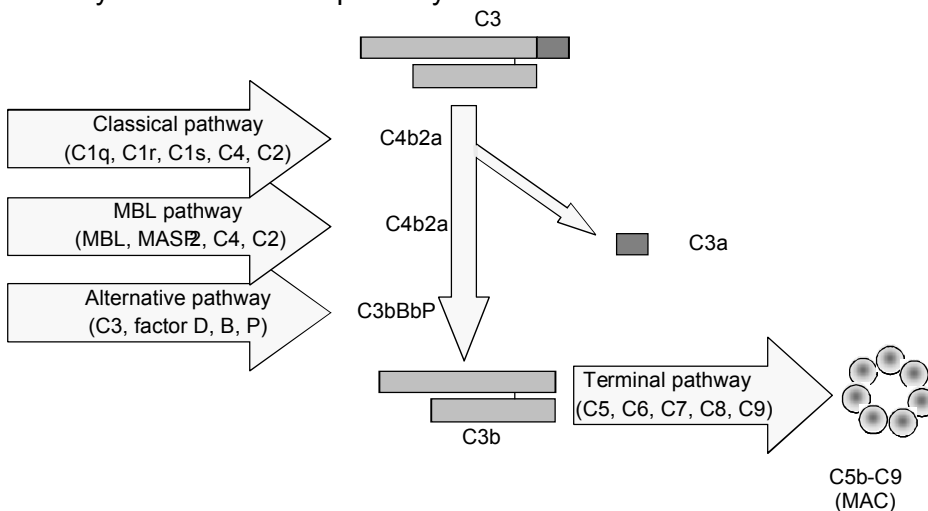 C3
Classical pathway
(C1q, C1r, C1s, C4, C2)
C4b2a
MBL pathway
(MBL, MASP2, C4, C2)
C4b2a
C3a
Alternative pathway
(C3, factor D, B, P)
C3bBbP
Terminal pathway
(C5, C6, C7, C8, C9)
C3b
C5b-C9
(MAC)